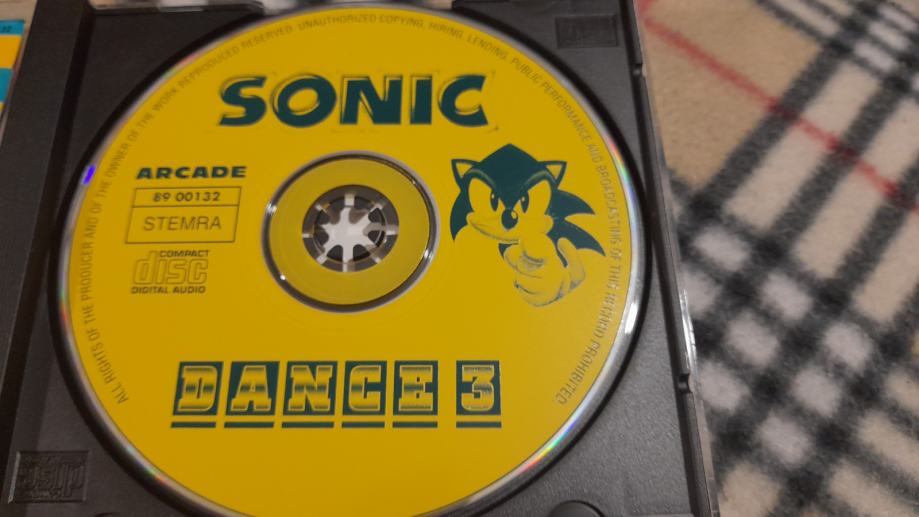 ALL RIGHTS OF THE PRODUCER AND OF THE OWNER OF THE WORK REPRODUCED RESERVED. UNAUTHORIZED COPYING, HIRING, LENDING, PUBLIC PERFORMANCE AND BROADCASTING OF THIS RECORD PROHIBITED.
SONIC
ARCADE
89 00132
STEMRA
COMPACT
disc
DIGITAL AUDIO
DANCE 3